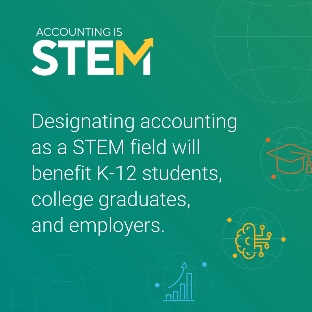 ACCOUNTING IS
STEM
Designating accounting
as a STEM field will
benefit K-12 students,
college graduates,
and employers.